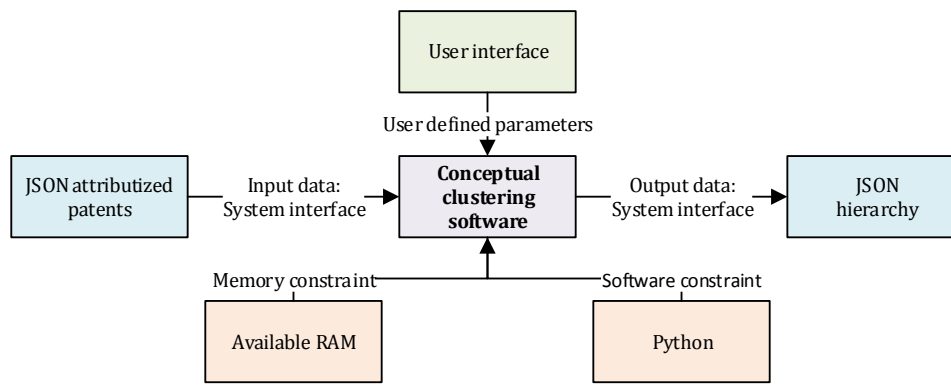 User interface
User defined parameters
JSON attributized
patents
Input data:
System interface
Conceptual
clustering
software
Output data:
System interface
JSON
hierarchy
Memory constraint
Software constraint
Available RAM
Python